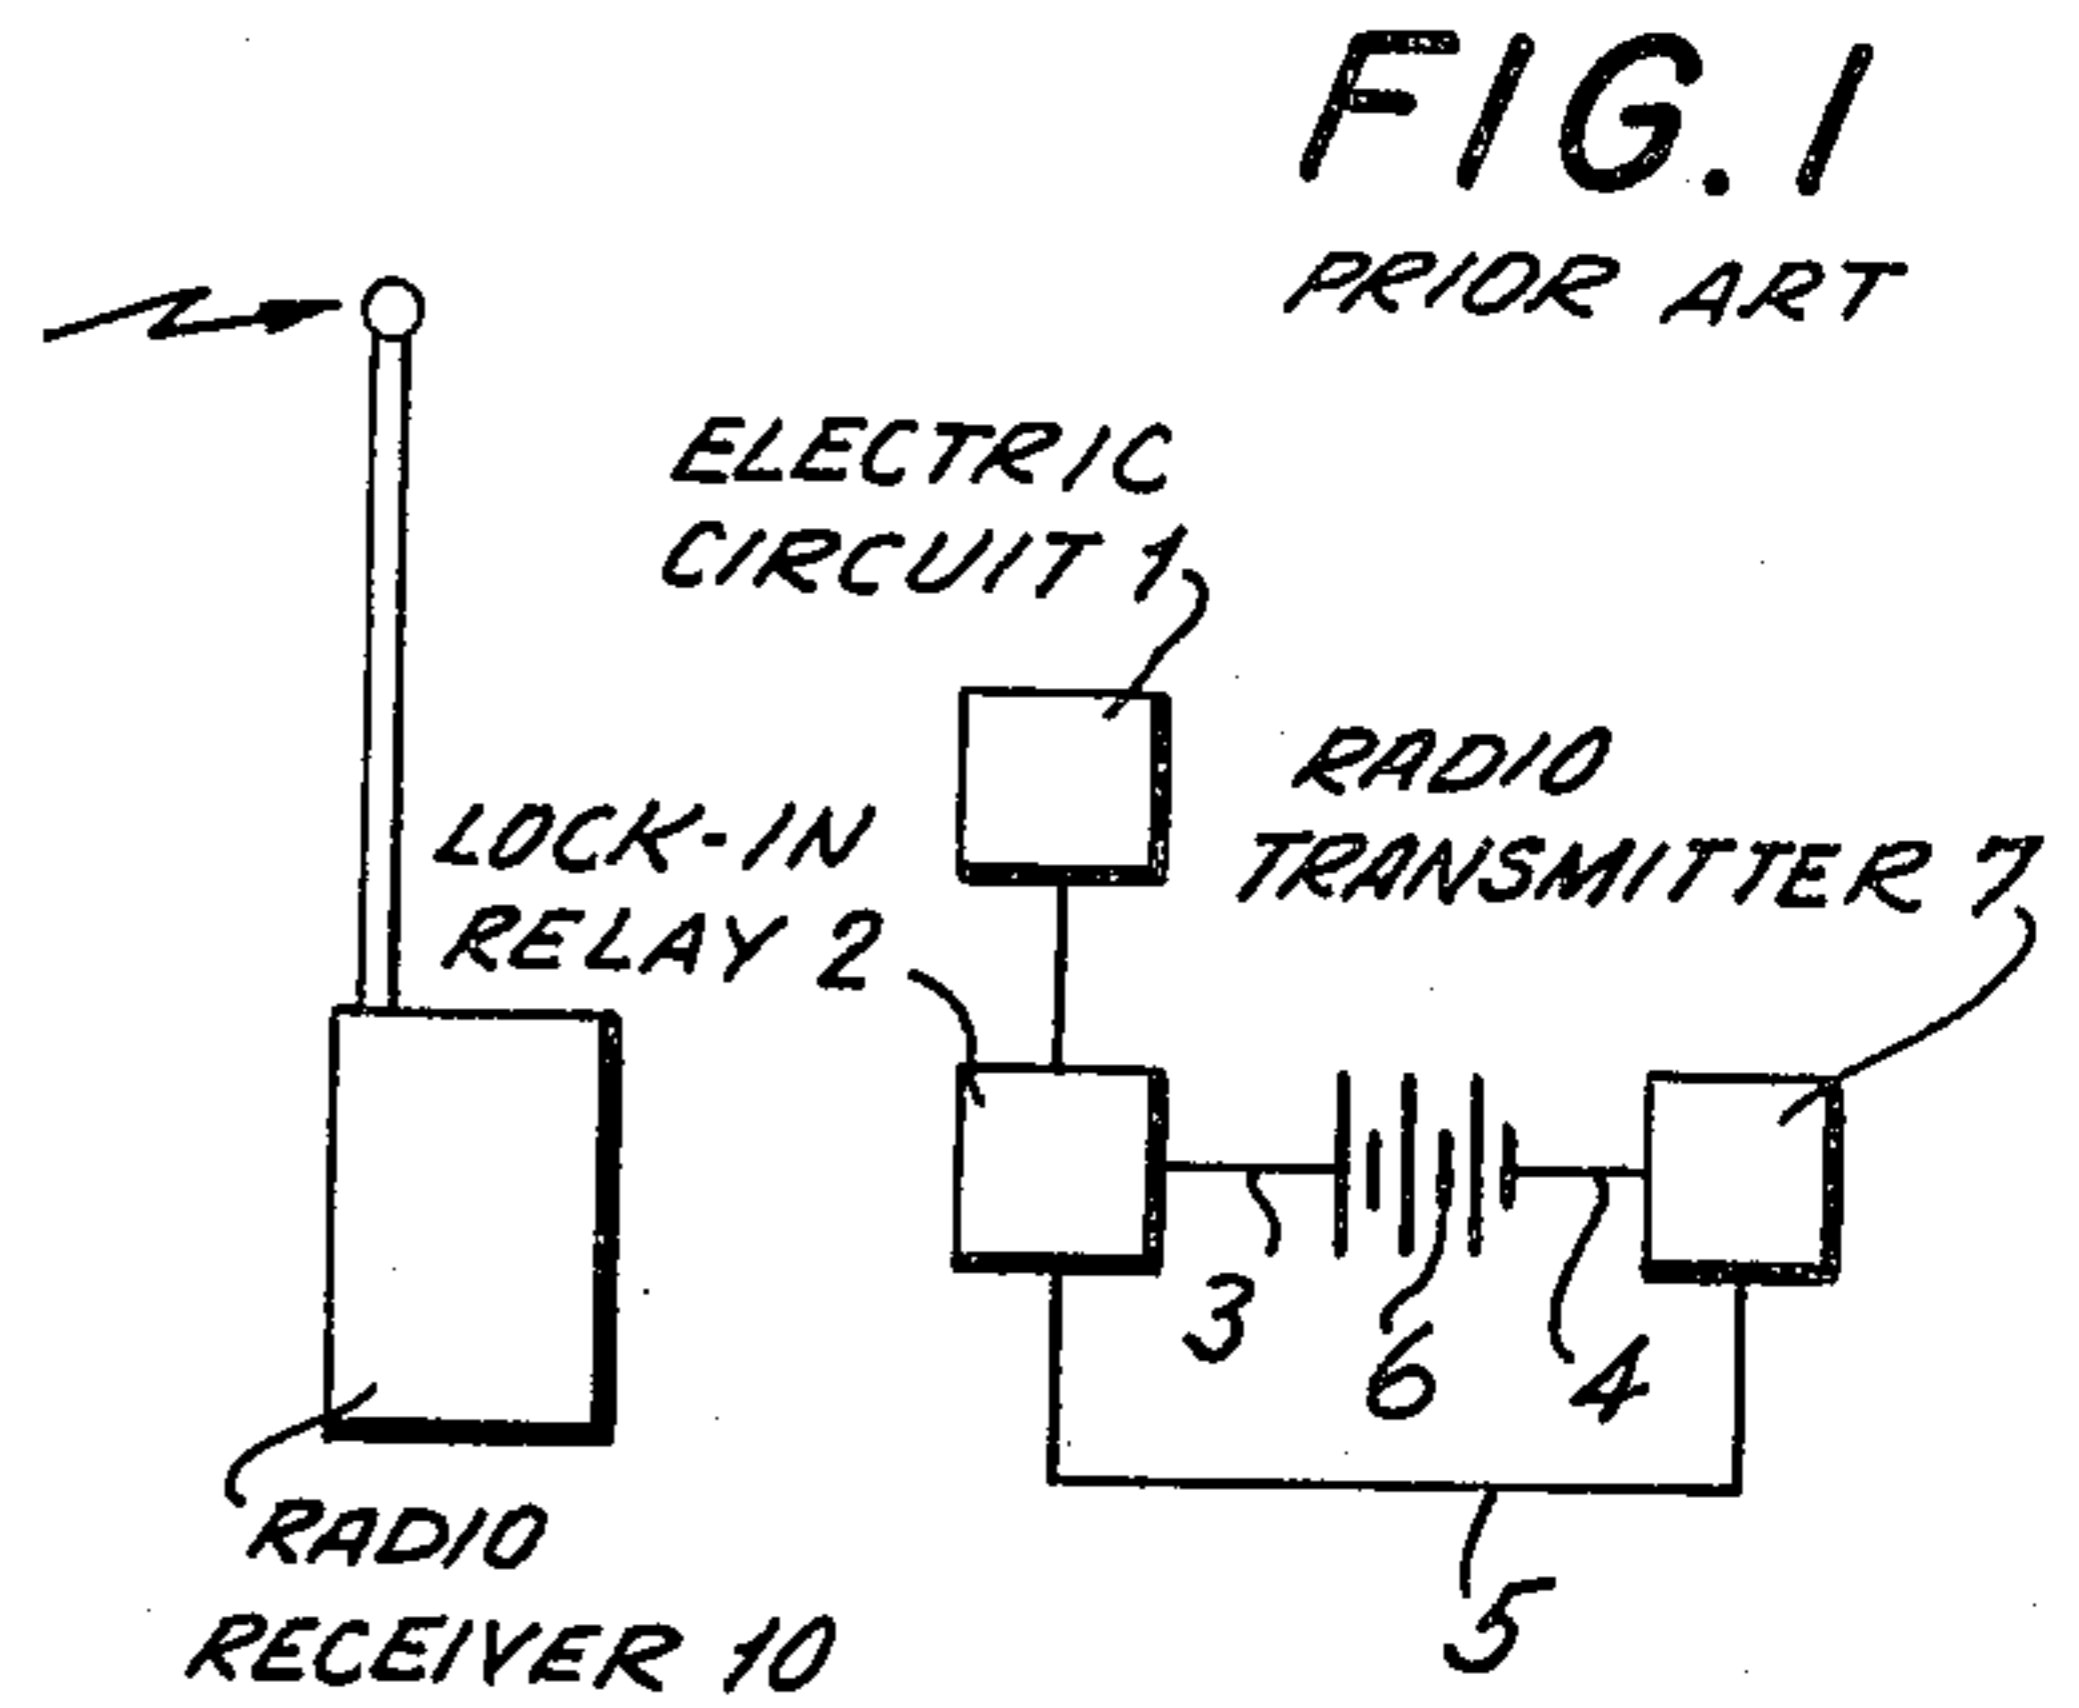 FIG. 1
PRIOR ART
ELECTRIC
CIRCUIT 1
LOCK-IN
RELAY 2
RADIO
TRANSMITTER 7
3
6
4
5
RADIO
RECEIVER 10